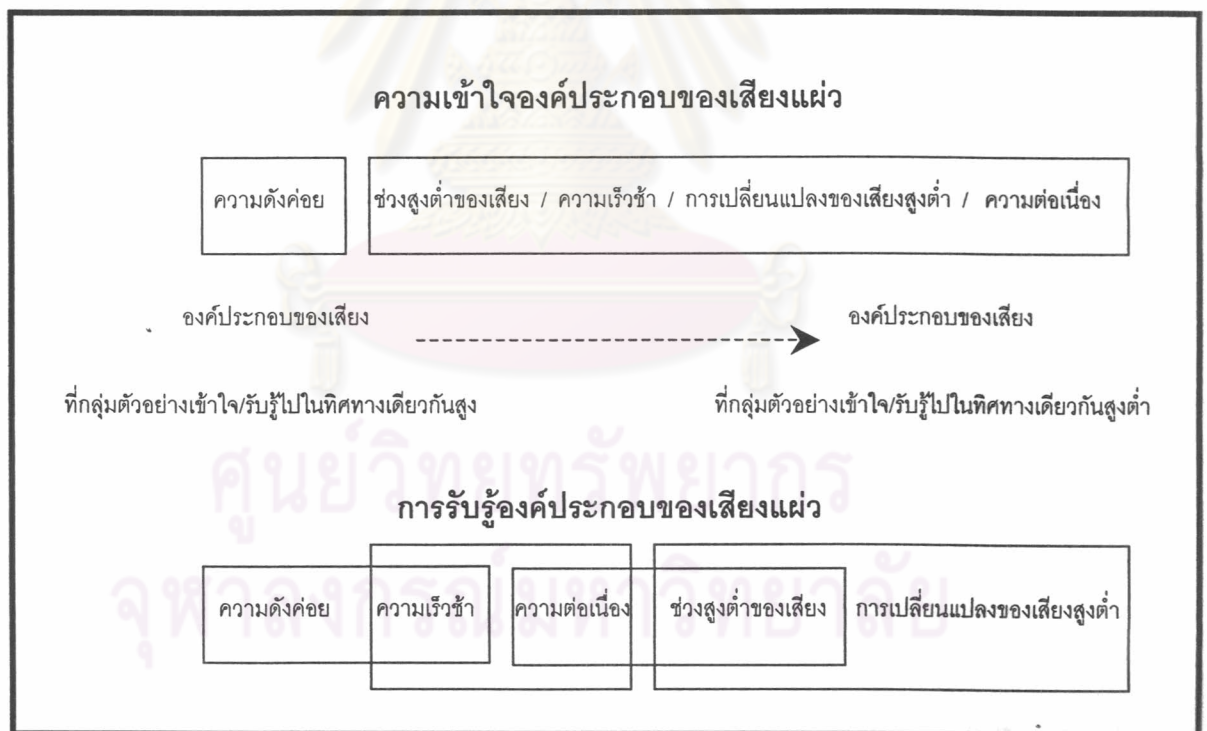 ความเข้าใจองค์ประกอบของเสียงแผ่ว
ความดังค่อย ช่วงสูงต่ำของเสียง / ความเร็วช้า / การเปลี่ยนแปลงของเสียงสูงต่ำ / ความต่อเนื่อง
องค์ประกอบของเสียง องค์ประกอบของเสียง
ที่กลุ่มตัวอย่างเข้าใจ/รับรู้ไปในทิศทางเดียวกันสูง ที่กลุ่มตัวอย่างเข้าใจ/รับรู้ไปในทิศทางเดียวกันสูงต่ำ
ศูนย์วิทยทรัพยากร
การรับรู้องค์ประกอบของเสียงแผ่ว
จุฬาลงกรณ์มหาวิทยาลัย
ความดังค่อย ความเร็วช้า ความต่อเนื่อง ช่วงสูงต่ำของเสียง การเปลี่ยนแปลงของเสียงสูงต่ำ